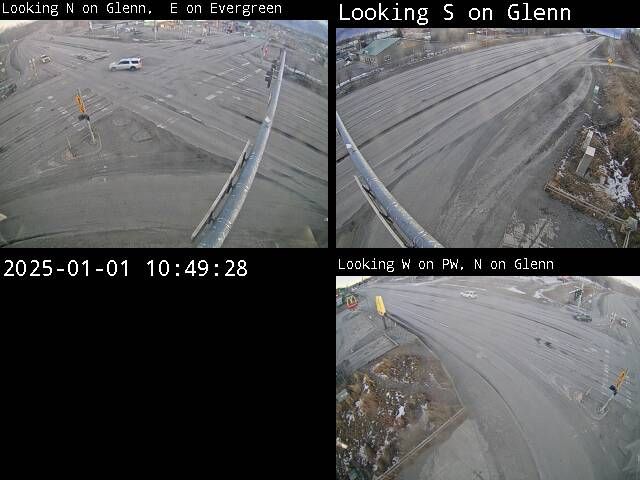 Looking N on Glenn,  E on Evergreen
Looking S on Glenn
2025-01-01 10:49:28
Looking W on PW, N on Glenn